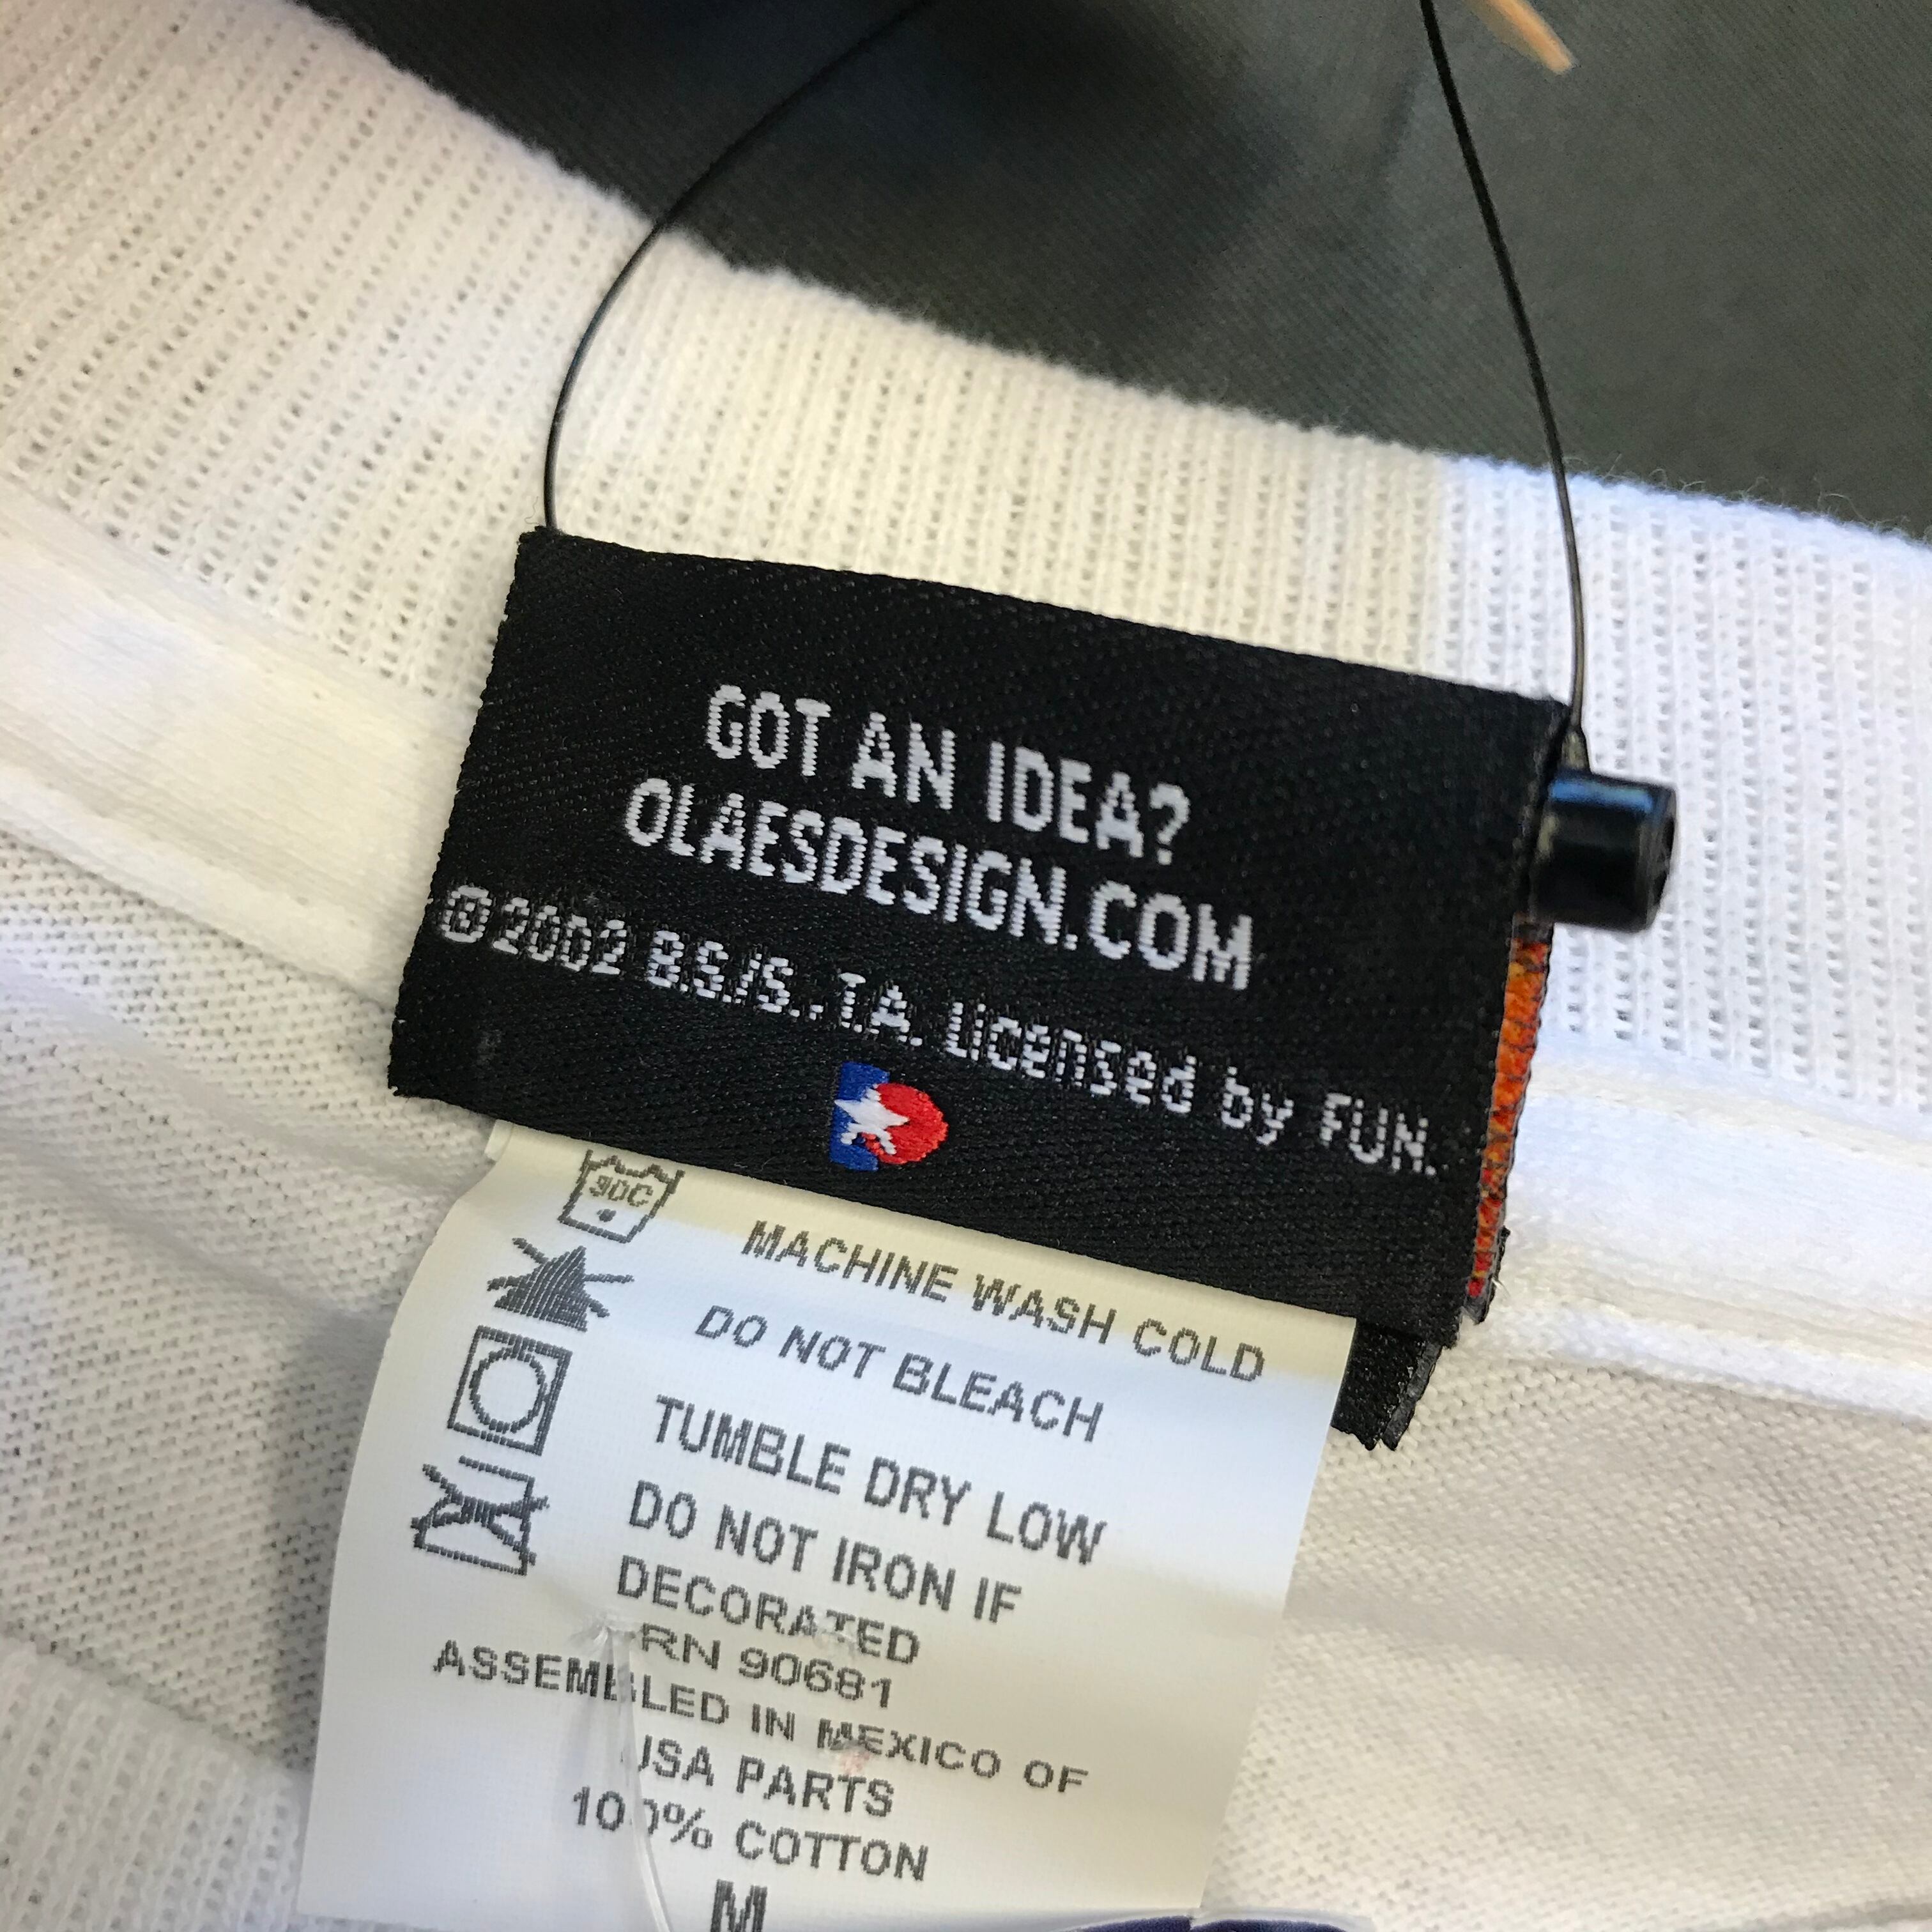 GOT AN IDEA?
OLAESDESIGN.COM
©2002 B.S./S., T.A. Licensed by FUN.
30C
MACHINE WASH COLD
DO NOT BLEACH
TUMBLE DRY LOW
DO NOT IRON IF
DECORATED
RN 90681
ASSEMBLED IN MEXICO OF
USA PARTS
100% COTTON
M